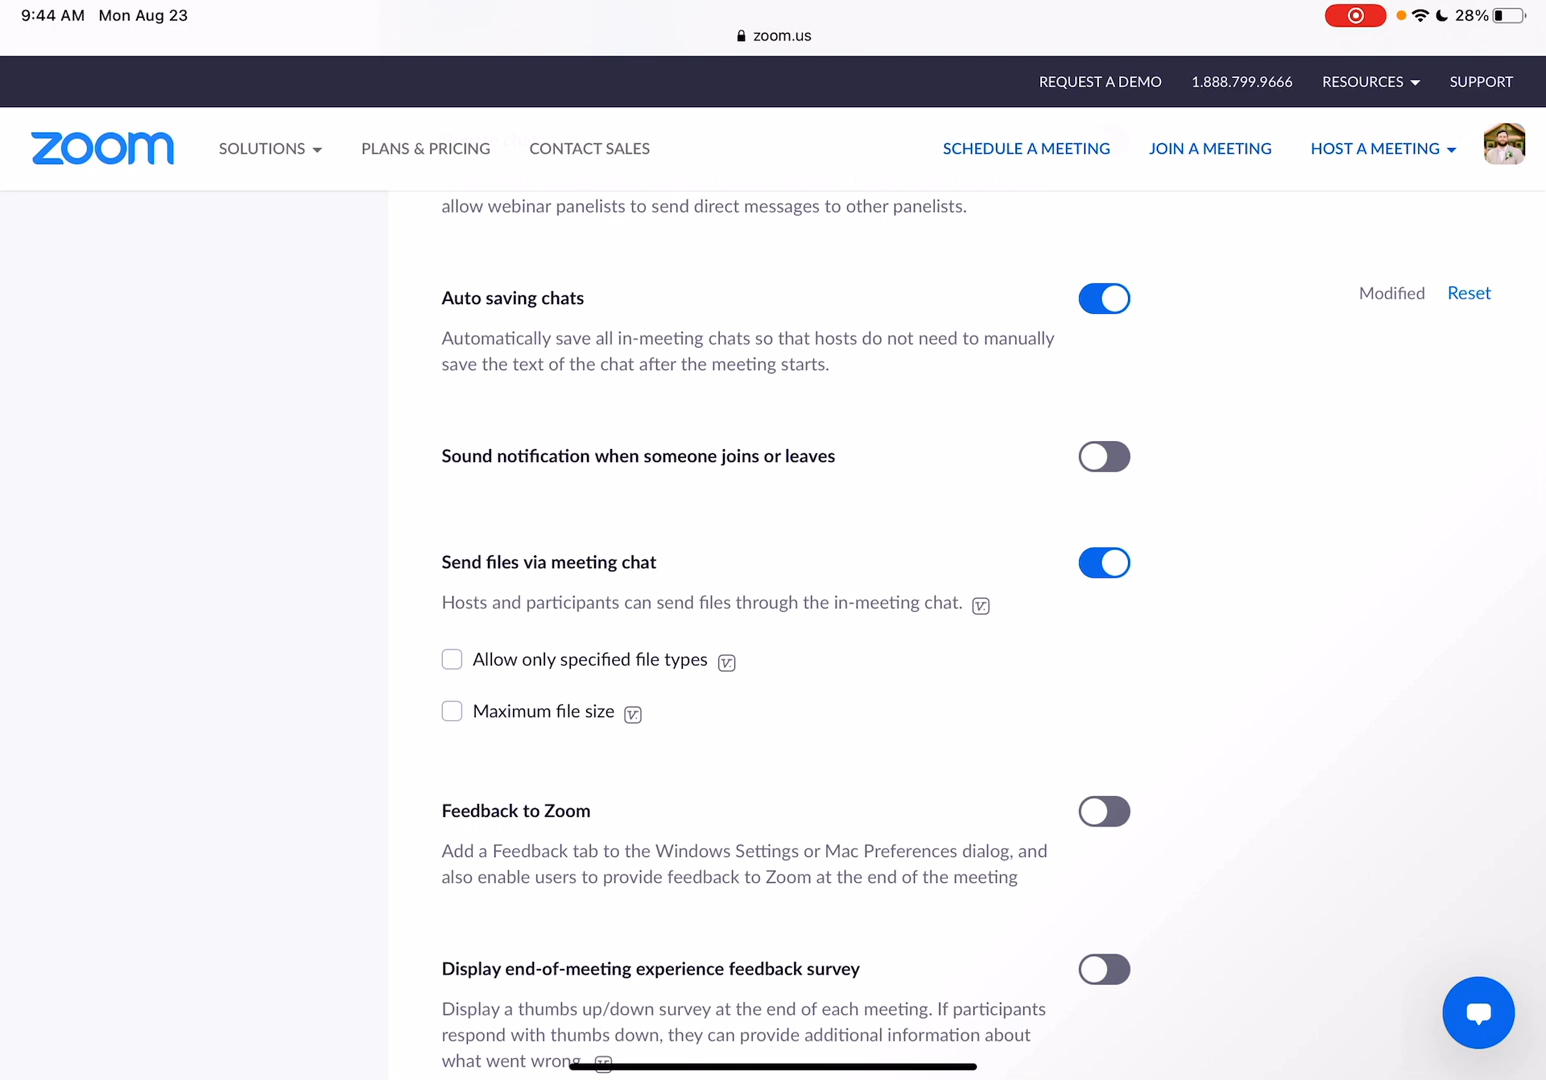 9:44 AM Mon Aug 23
28%
zoom.us
REQUEST A DEMO 1.888.799.9666 RESOURCES SUPPORT
zoom SOLUTIONS PLANS & PRICING CONTACT SALES SCHEDULE A MEETING JOIN A MEETING HOST A MEETING
allow webinar panelists to send direct messages to other panelists.
Auto saving chats
Modified Reset
Automatically save all in-meeting chats so that hosts do not need to manually
save the text of the chat after the meeting starts.
Sound notification when someone joins or leaves
Send files via meeting chat
Hosts and participants can send files through the in-meeting chat.
Allow only specified file types
Maximum file size
Feedback to Zoom
Add a Feedback tab to the Windows Settings or Mac Preferences dialog, and
also enable users to provide feedback to Zoom at the end of the meeting
Display end-of-meeting experience feedback survey
Display a thumbs up/down survey at the end of each meeting. If participants
respond with thumbs down, they can provide additional information about
what went wrong.